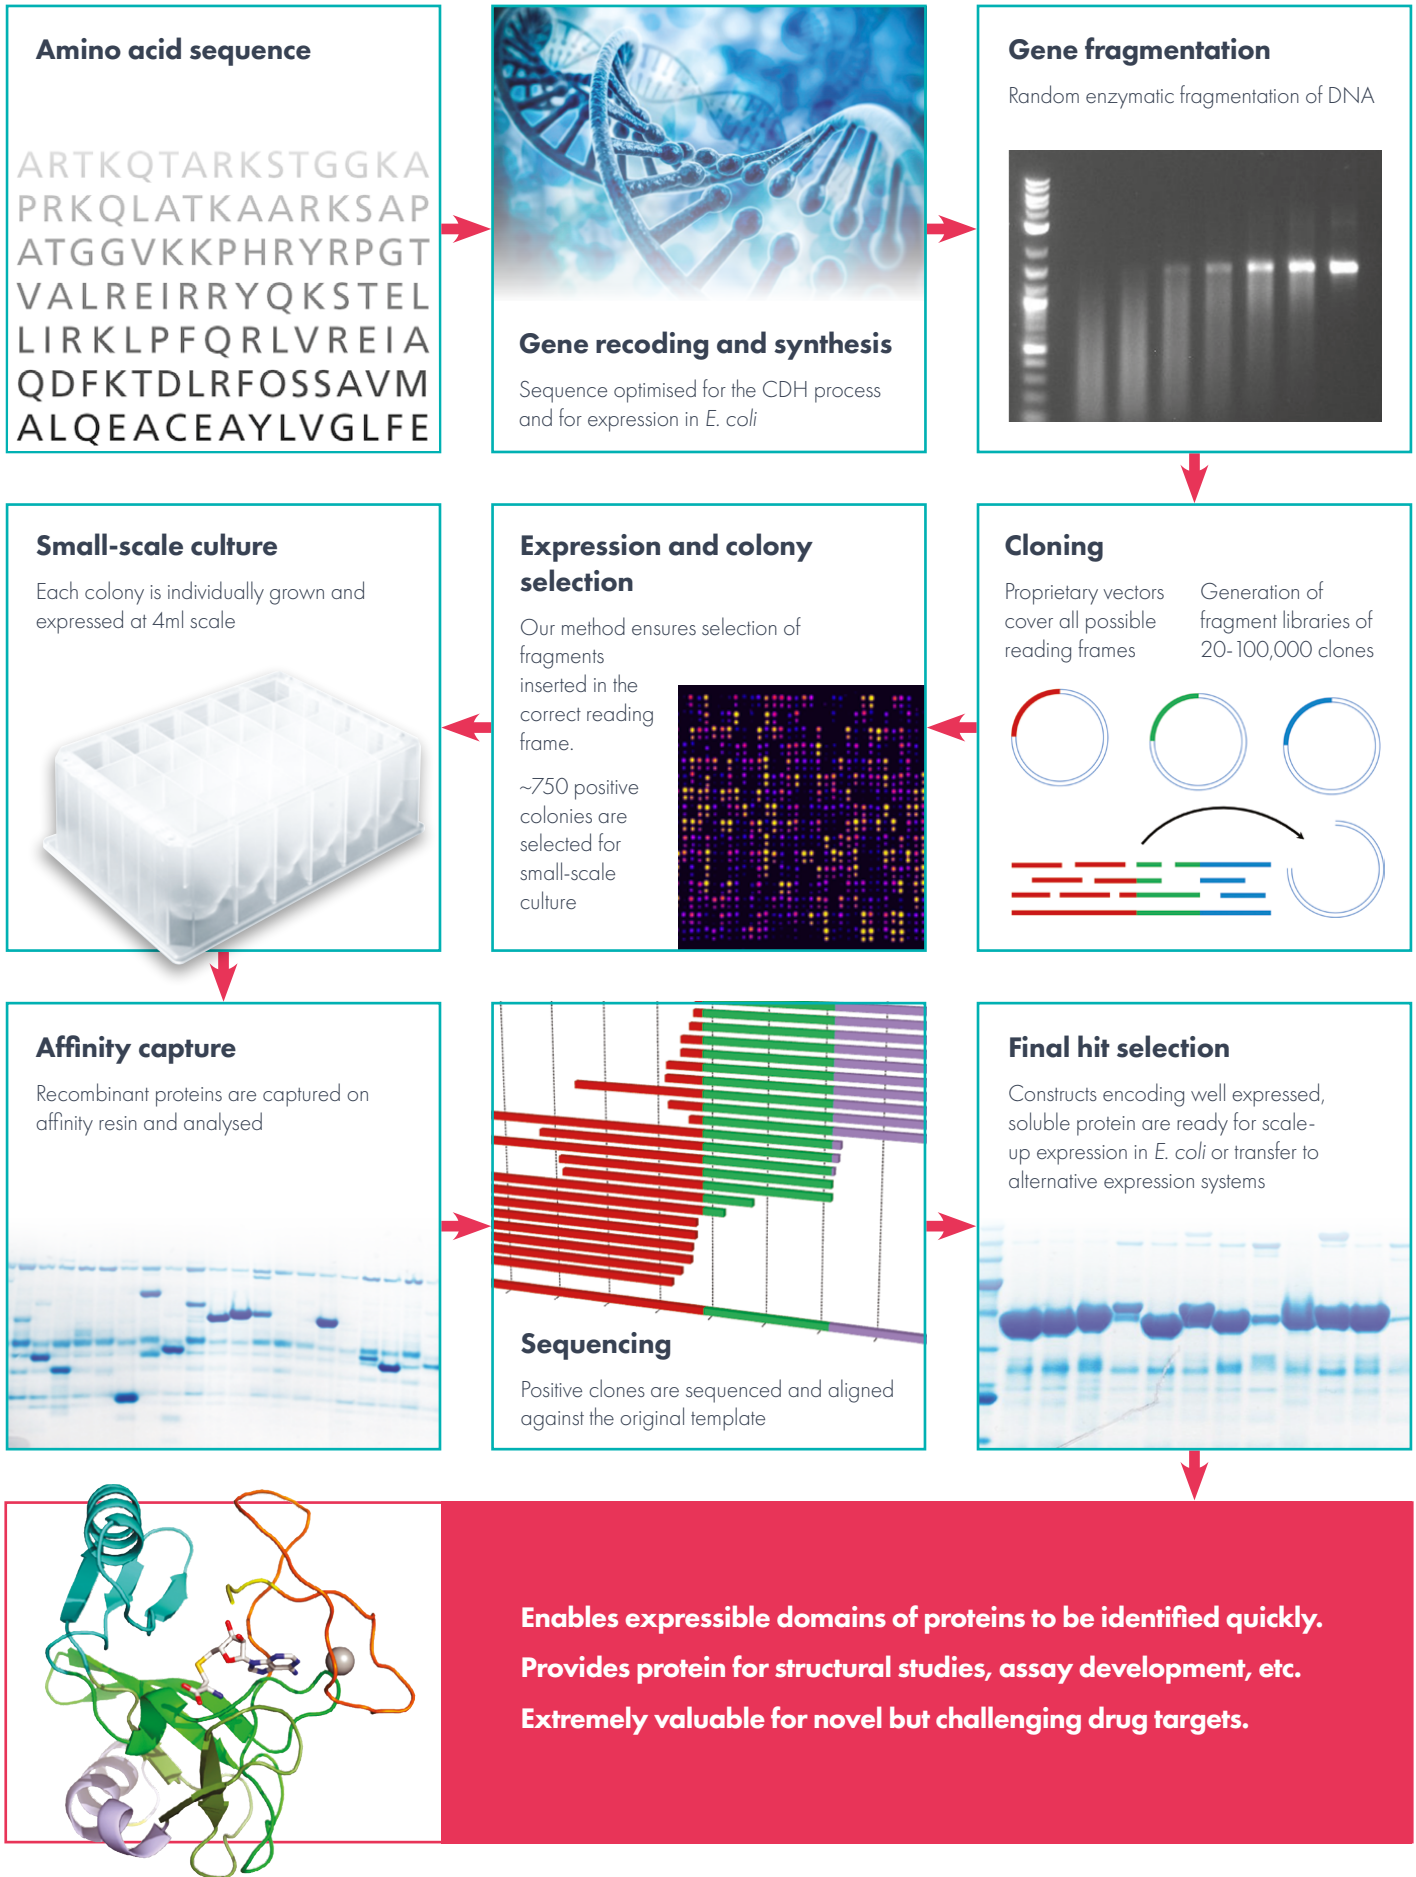 Amino acid sequence
ARTKQTARKSTGGKA
PRKQLATKAARKSAP
ATGGVKKPHRYRPGT
VALREIRRYQKSTEL
LIRKLPFQRLVREIA
QDFKTDLRFOSSAVM
ALQEACEAYLVGLFE
Gene recoding and synthesis
Sequence optimised for the CDH process
and for expression in E. coli
Gene fragmentation
Random enzymatic fragmentation of DNA
Cloning
Proprietary vectors
cover all possible
reading frames
Generation of
fragment libraries of
20-100,000 clones
Expression and colony
selection
Our method ensures selection of
fragments
inserted in the
correct reading
frame.
~750 positive
colonies are
selected for
small-scale
culture
Small-scale culture
Each colony is individually grown and
expressed at 4ml scale
Affinity capture
Recombinant proteins are captured on
affinity resin and analysed
Sequencing
Positive clones are sequenced and aligned
against the original template
Final hit selection
Constructs encoding well expressed,
soluble protein are ready for scale-
up expression in E. coli or transfer to
alternative expression systems
Enables expressible domains of proteins to be identified quickly.
Provides protein for structural studies, assay development, etc.
Extremely valuable for novel but challenging drug targets.